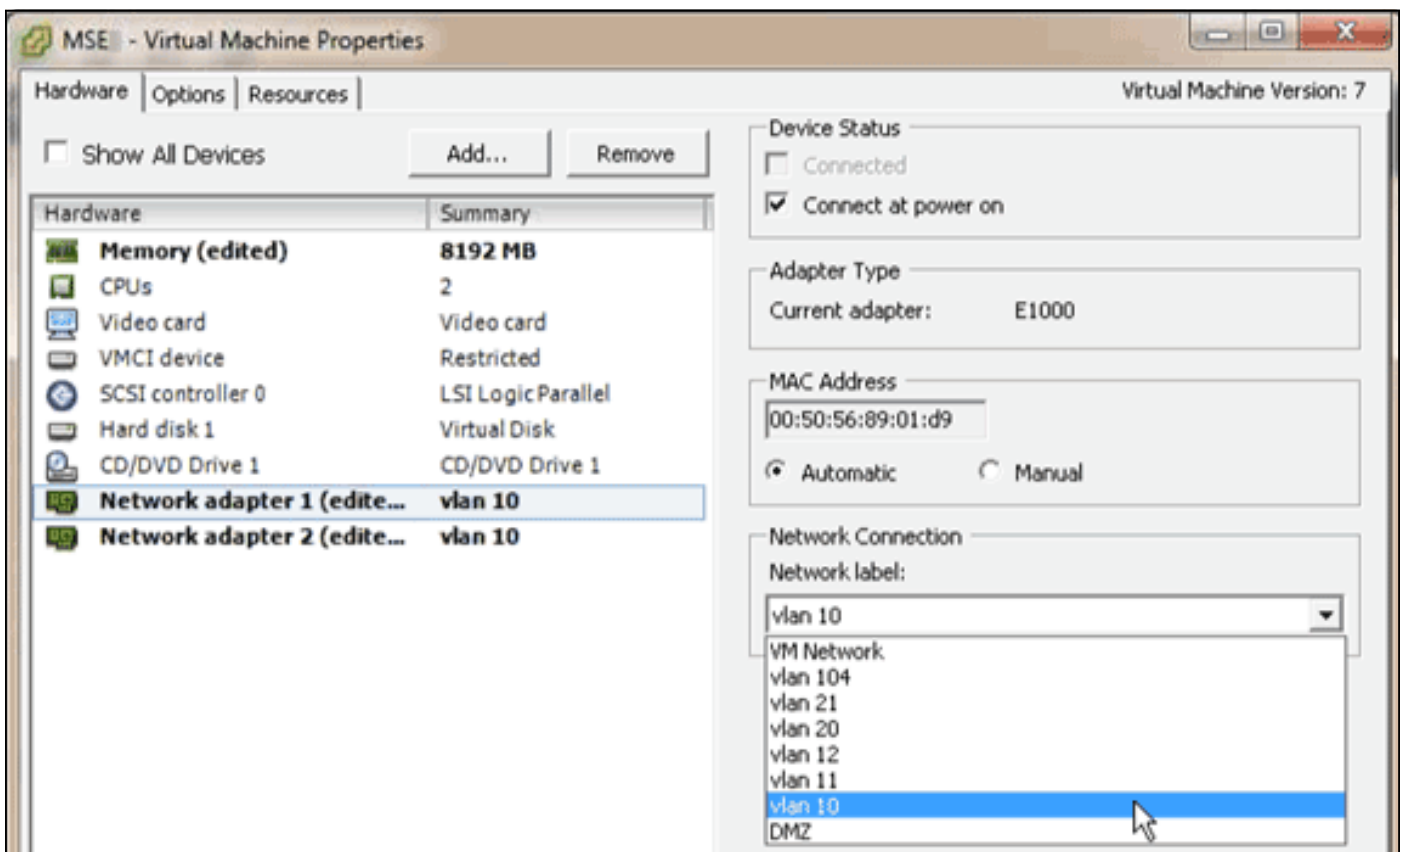 MSE - Virtual Machine Properties
Hardware Options Resources
Virtual Machine Version: 7
Show All Devices Add... Remove
Hardware Summary
Memory (edited) 8192 MB
CPUs 2
Video card Video card
VMCI device Restricted
SCSI controller 0 LSI Logic Parallel
Hard disk 1 Virtual Disk
CD/DVD Drive 1 CD/DVD Drive 1
Network adapter 1 (edite... vlan 10
Network adapter 2 (edite... vlan 10
Device Status
Connected
Connect at power on
Adapter Type
Current adapter: E1000
MAC Address
00:50:56:89:01:d9
Automatic Manual
Network Connection
Network label:
vlan 10
VM Network
vlan 104
vlan 21
vlan 20
vlan 12
vlan 11
vlan 10
DMZ